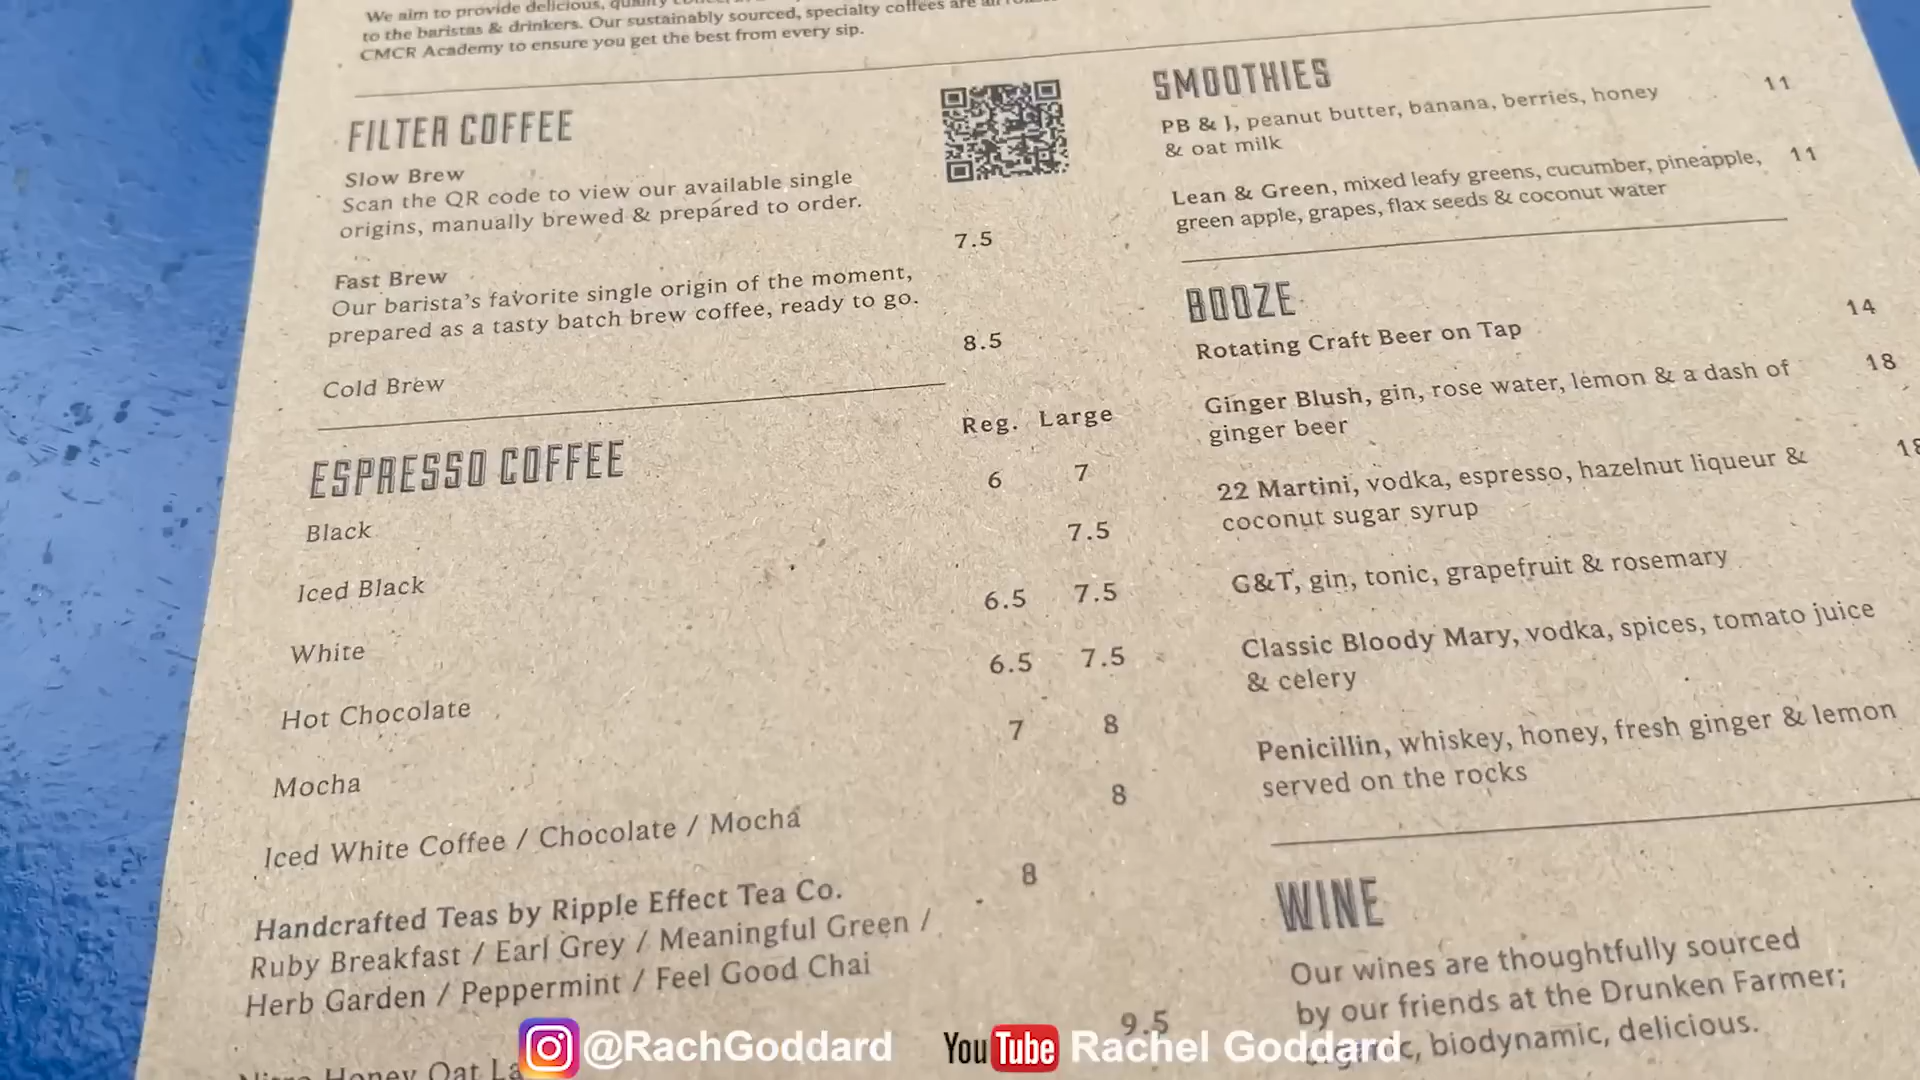 We aim to provide delicious, quality
to the baristas & drinkers. Our sustainably sourced, specialty coffees are all
CMCR Academy to ensure you get the best from every sip.
FILTER COFFEE
Slow Brew
Scan the QR code to view our available single
origins, manually brewed & prepared to order.
7.5
Fast Brew
Our barista's favorite single origin of the moment,
prepared as a tasty batch brew coffee, ready to go.
8.5
Cold Brew
Reg. Large
ESPRESSO COFFEE
6 7
Black
7.5
Iced Black
6.5 7.5
White
6.5 7.5
Hot Chocolate
7 8
Mocha
8
Iced White Coffee / Chocolate / Mocha
8
Handcrafted Teas by Ripple Effect Tea Co.
Ruby Breakfast / Earl Grey / Meaningful Green /
Herb Garden / Peppermint / Feel Good Chai
9.5
Honey Oat
SMOOTHIES
PB & J, peanut butter, banana, berries, honey 11
& oat milk
Lean & Green, mixed leafy greens, cucumber, pineapple, 11
green apple, grapes, flax seeds & coconut water
BOOZE
Rotating Craft Beer on Tap 14
Ginger Blush, gin, rose water, lemon & a dash of 18
ginger beer
22 Martini, vodka, espresso, hazelnut liqueur &
coconut sugar syrup
G&T, gin, tonic, grapefruit & rosemary
Classic Bloody Mary, vodka, spices, tomato juice
& celery
Penicillin, whiskey, honey, fresh ginger & lemon
served on the rocks
WINE
Our wines are thoughtfully sourced
by our friends at the Drunken Farmer;
organic, biodynamic, delicious.
@RachGoddard YouTube Rachel Goddard